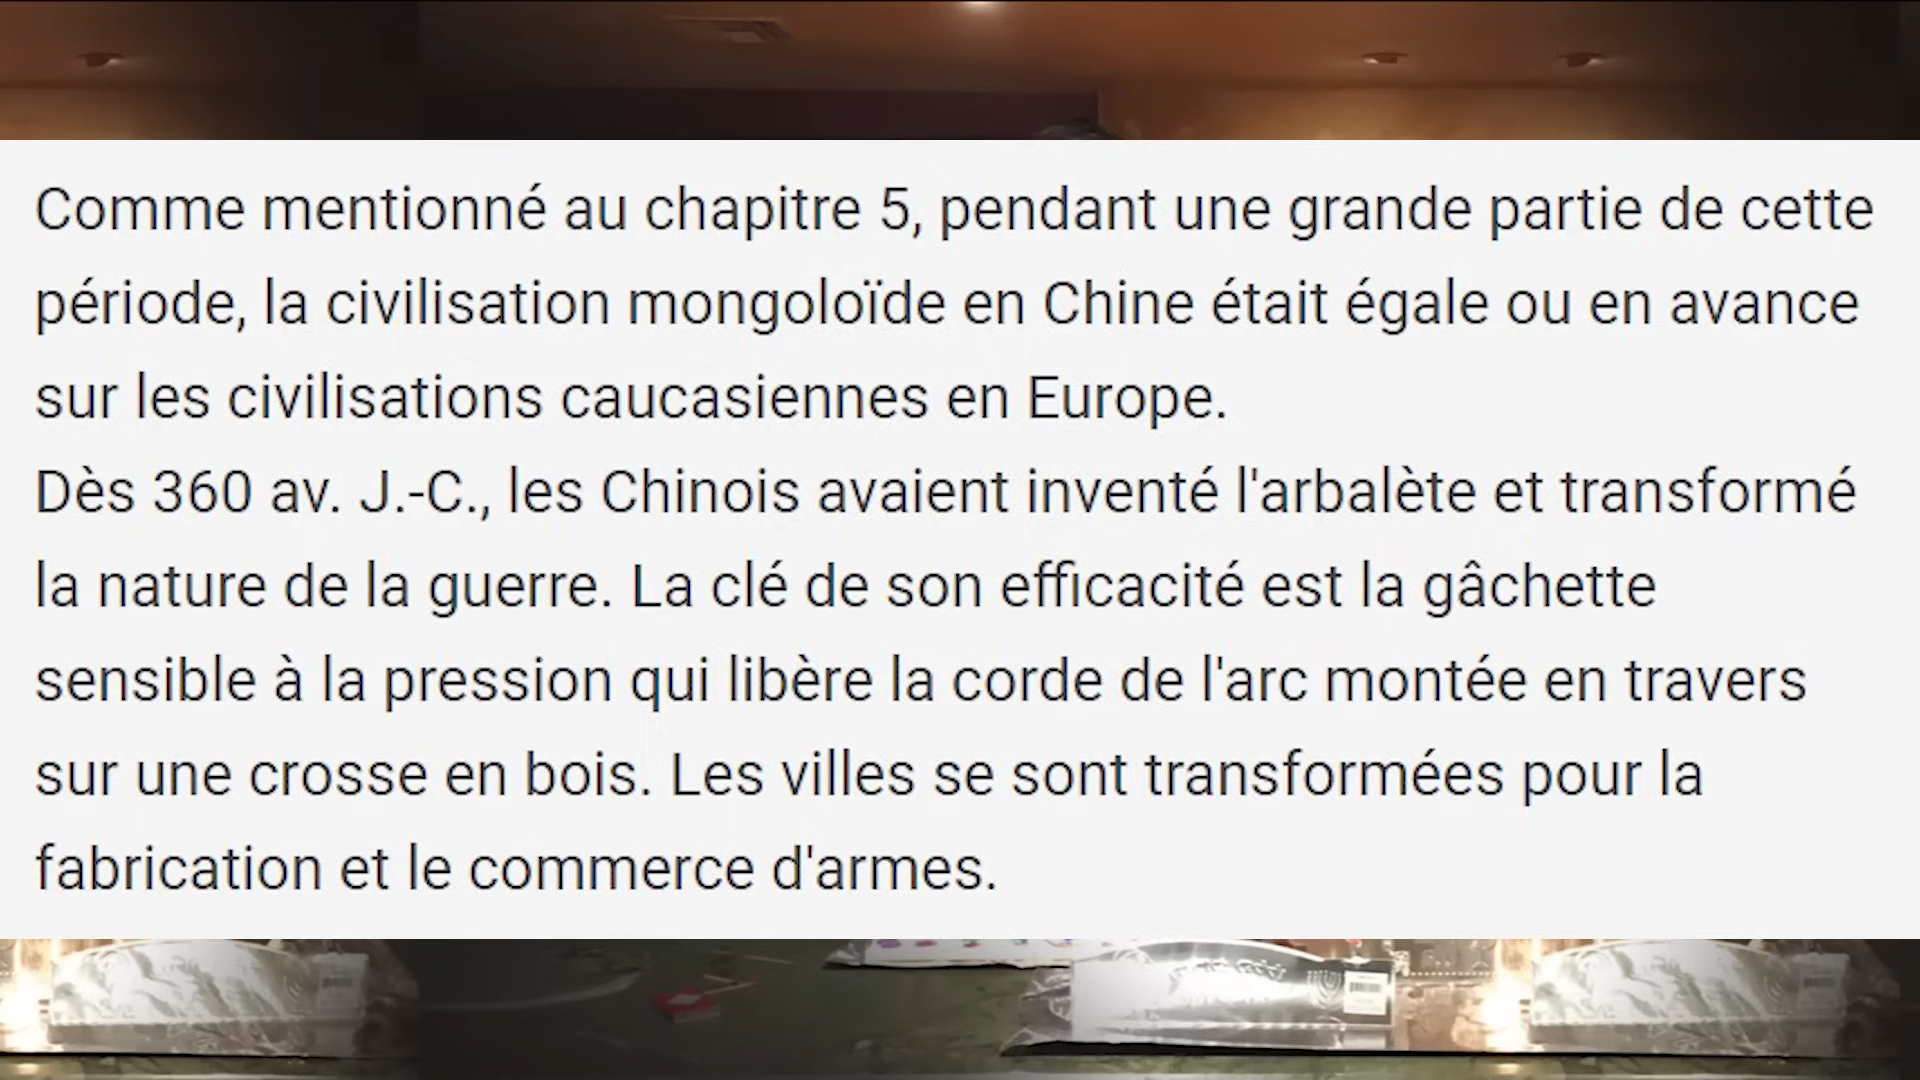 Comme mentionné au chapitre 5, pendant une grande partie de cette
période, la civilisation mongoloïde en Chine était égale ou en avance
sur les civilisations caucasiennes en Europe.
Dès 360 av. J.-C., les Chinois avaient inventé l'arbalète et transformé
la nature de la guerre. La clé de son efficacité est la gâchette
sensible à la pression qui libère la corde de l'arc montée en travers
sur une crosse en bois. Les villes se sont transformées pour la
fabrication et le commerce d'armes.